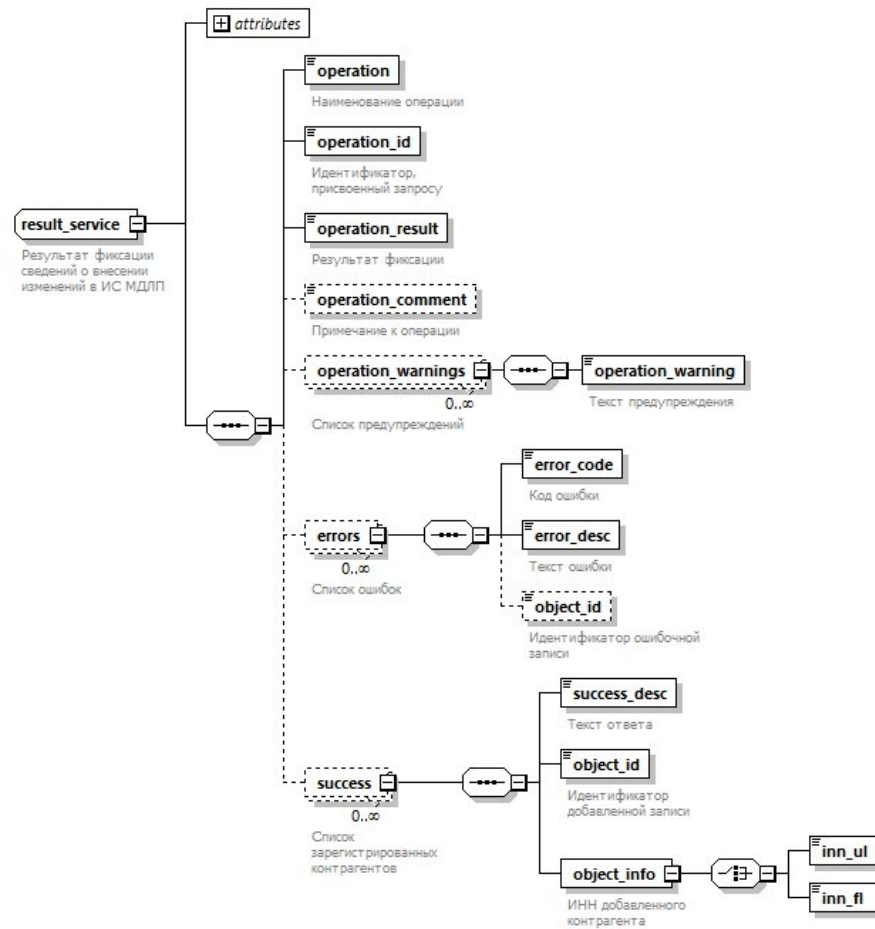 attributes
operation
Наименование операции
operation_id
Идентификатор,
присвоенный запросу
result_service
Результат фиксации
сведений о внесении
изменений в ИС МДЛП
operation_result
Результат фиксации
operation_comment
Примечание к операции
operation_warnings
0..∞
Список предупреждений
operation_warning
Текст предупреждения
errors
0..∞
Список ошибок
error_code
Код ошибки
error_desc
Текст ошибки
object_id
Идентификатор ошибочной
записи
success
0..∞
Список
зарегистрированных
контрагентов
success_desc
Текст ответа
object_id
Идентификатор
добавленной записи
object_info
ИНН добавленного
контрагента
inn_ul
inn_fl